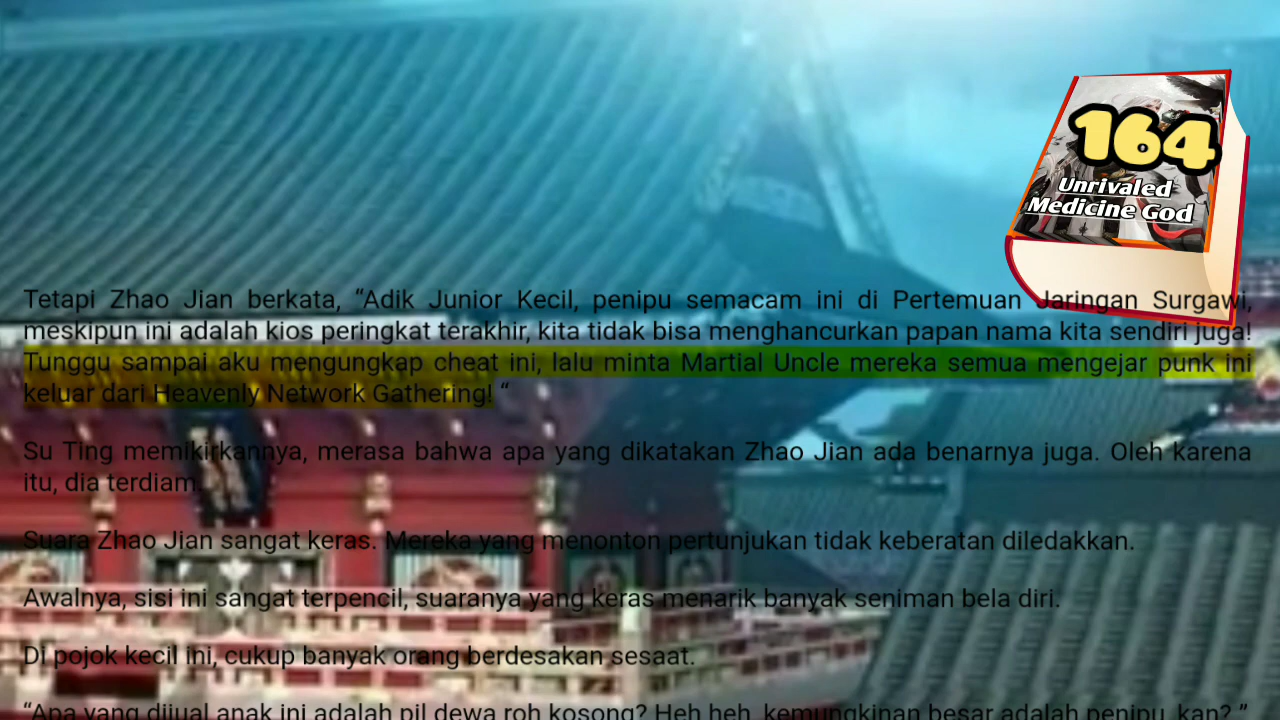 164
Unrivaled
Medicine God
Tetapi Zhao Jian berkata, “Adik Junior Kecil, penipu semacam ini di Pertemuan Jaringan Surgawi,
meskipun ini adalah kios peringkat terakhir, kita tidak bisa menghancurkan papan nama kita sendiri juga!
Tunggu sampai aku mengungkap cheat ini, lalu minta Martial Uncle mereka semua mengejar punk ini
keluar dari Heavenly Network Gathering! “
Su Ting memikirkannya, merasa bahwa apa yang dikatakan Zhao Jian ada benarnya juga. Oleh karena
itu, dia terdiam.
Suara Zhao Jian sangat keras. Mereka yang menonton pertunjukan tidak keberatan diledakkan.
Awalnya, sisi ini sangat terpencil, suaranya yang keras menarik banyak seniman bela diri.
Di pojok kecil ini, cukup banyak orang berdesakan sesaat.
“Apa yang dijual anak ini adalah pil dewa roh kosong? Heh heh, kemungkinan besar adalah penipu, kan? ”